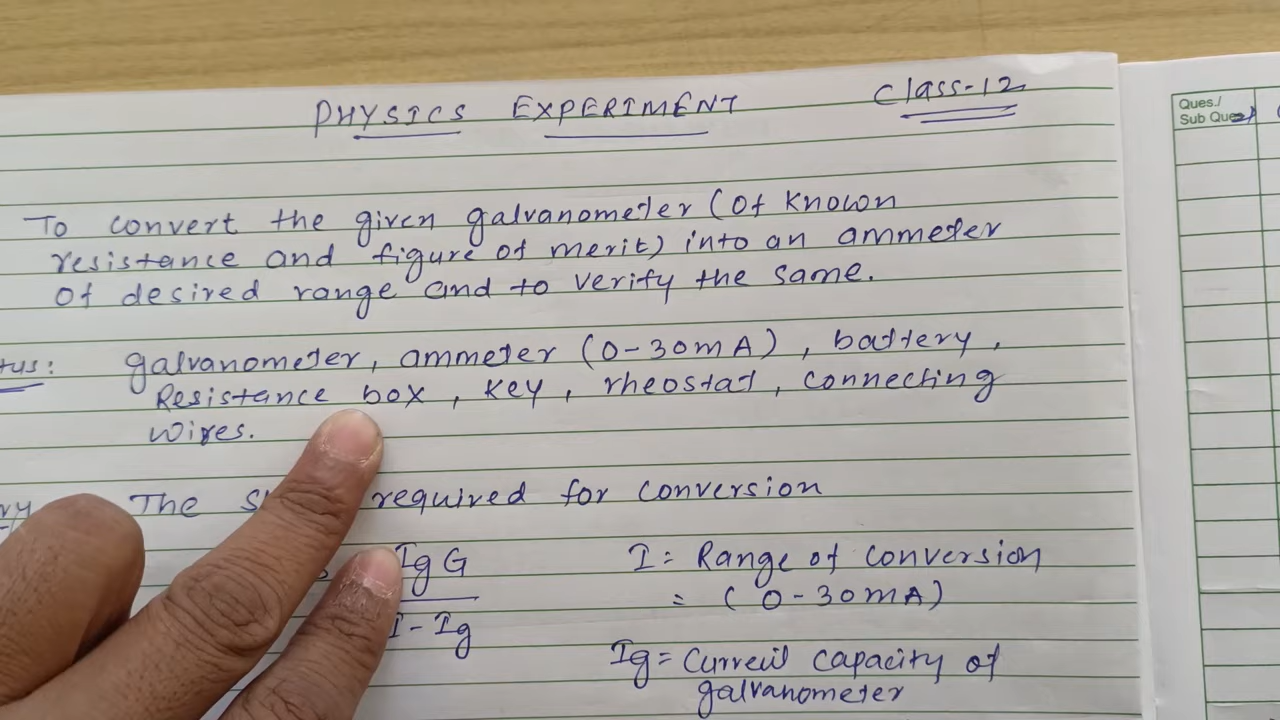 PHYSICS EXPERIMENT Class-12
To convert the given galvanometer (Of known
resistance and figure of merit) into an ammeter
of desired range and to verify the same.
galvanometer, ammeter (0-30mA), battery,
Resistance box, key, rheostat, connecting
wires.
The required for conversion
Ig G
I - Ig
I = Range of conversion
= (0-30mA)
Ig = Current capacity of
galvanometer
Ques./
Sub Ques